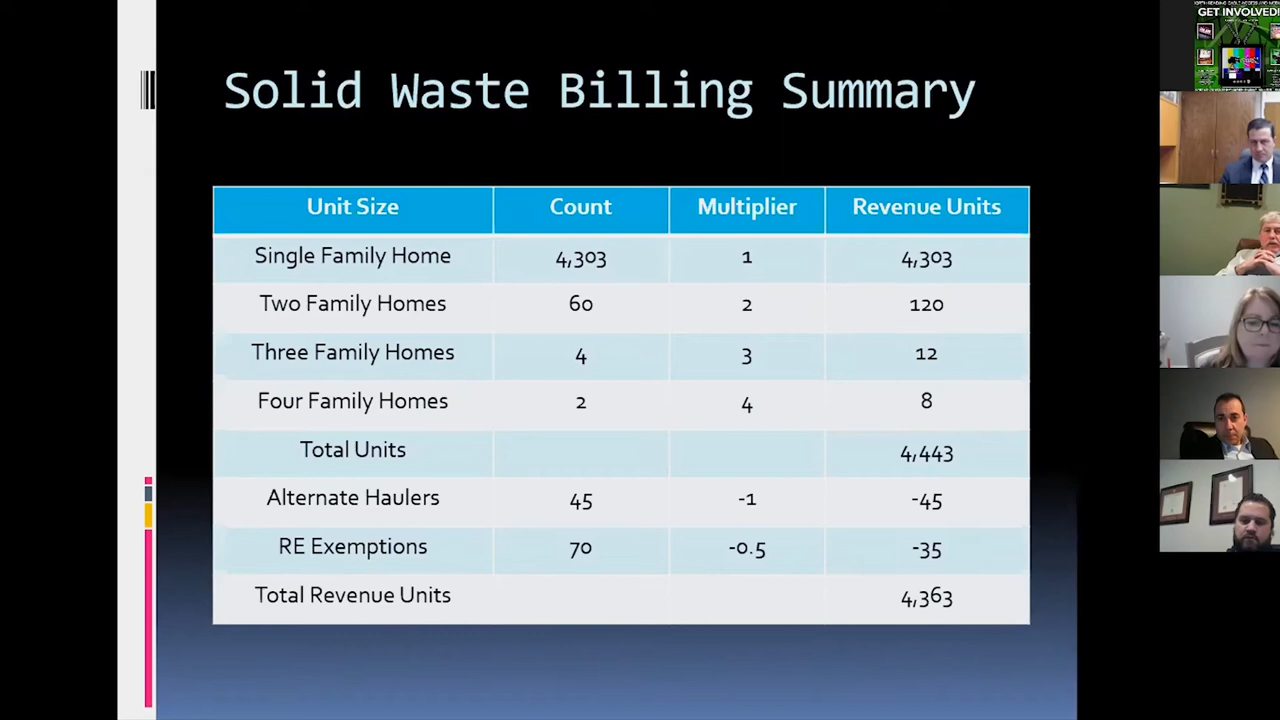 GET INVOLVED!
Solid Waste Billing Summary
Unit Size Count Multiplier Revenue Units
Single Family Home 4,303 1 4,303
Two Family Homes 60 2 120
Three Family Homes 4 3 12
Four Family Homes 2 4 8
Total Units 4,443
Alternate Haulers 45 -1 -45
RE Exemptions 70 -0.5 -35
Total Revenue Units 4,363